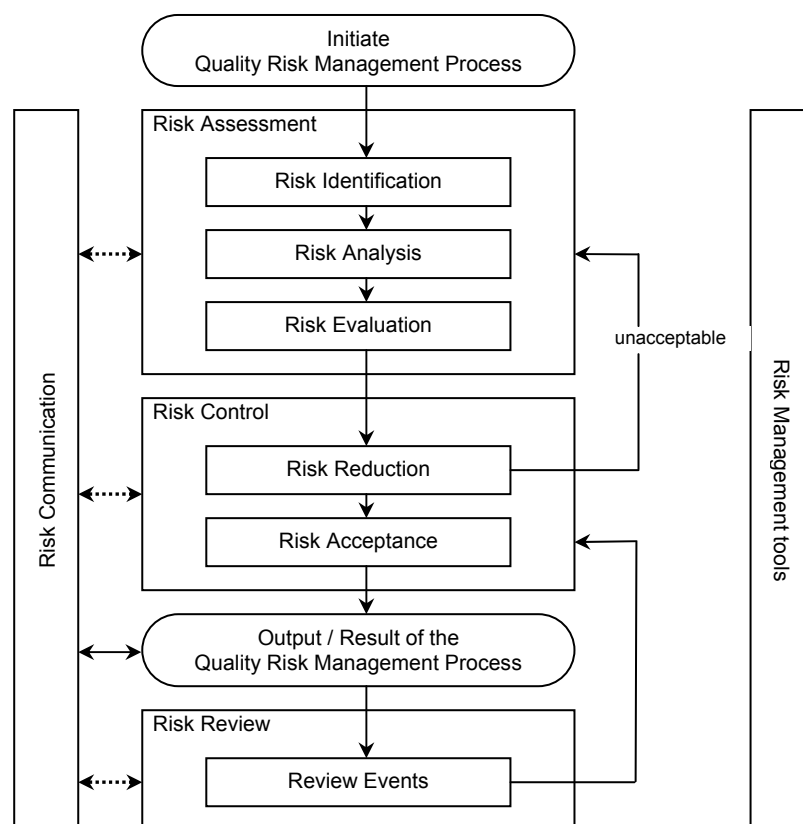 Initiate
Quality Risk Management Process
Risk Assessment
Risk Identification
Risk Analysis
Risk Evaluation
unacceptable
Risk Communication
Risk Management tools
Risk Control
Risk Reduction
Risk Acceptance
Output / Result of the
Quality Risk Management Process
Risk Review
Review Events